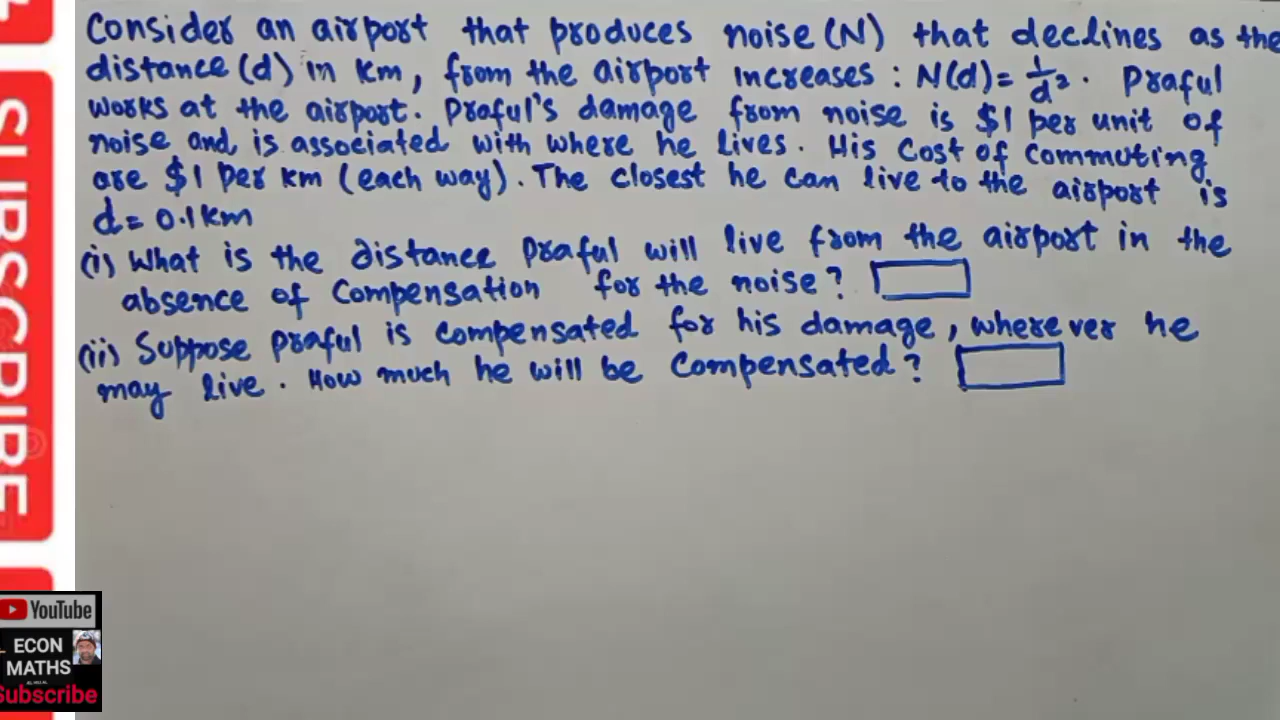 Consider an airport that produces noise (N) that declines as the
distance (d) in Km, from the airport increases : N(d) = 1/d². Praful
works at the airport. Praful's damage from noise is $1 per unit of
noise and is associated with where he lives. His cost of commuting
are $1 per km (each way). The closest he can live to the airport is
d = 0.1 km
(i) What is the distance Praful will live from the airport in the
absence of compensation for the noise?
(ii) Suppose Praful is compensated for his damage, wherever he
may live. How much he will be compensated?
SUBSCRIBE
YouTube
ECON
MATHS
Subscribe